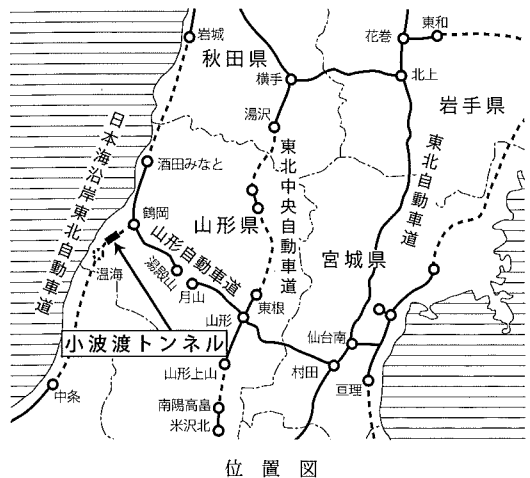 岩城
秋田県
花巻
東和
横手
北上
岩手県
湯沢
日本海沿岸東北自動車道
東北中央自動車道
東北自動車道
酒田みなと
鶴岡
山形県
山形自動車道
宮城県
温海
湯殿山
月山
東根
山形
仙台南
小波渡トンネル
山形上山
村田
亘理
中条
南陽高畠
米沢北
位置図